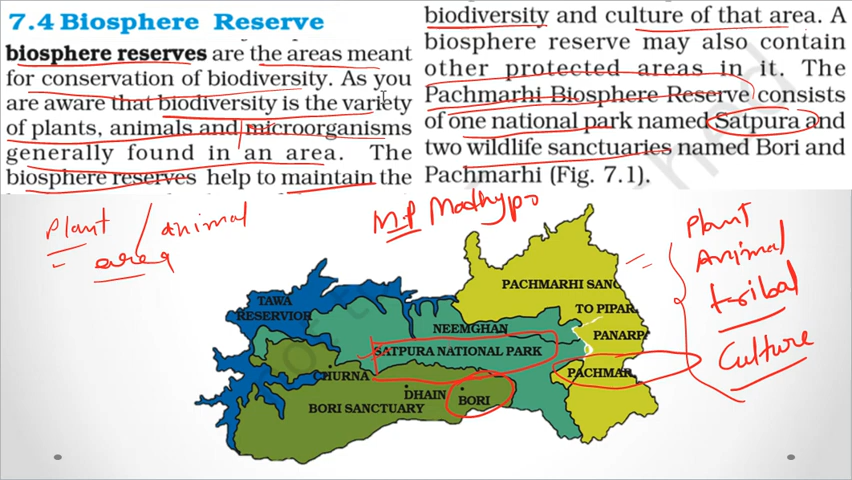 7.4 Biosphere Reserve
biosphere reserves are the areas meant
for conservation of biodiversity. As you
are aware that biodiversity is the variety
of plants, animals and microorganisms
generally found in an area. The
biosphere reserves help to maintain the
biodiversity and culture of that area. A
biosphere reserve may also contain
other protected areas in it. The
Pachmarhi Biosphere Reserve consists
of one national park named Satpura and
two wildlife sanctuaries named Bori and
Pachmarhi (Fig. 7.1).
Plant / animal
area
M.P Madhypo
Plant
Animal
tribal
Culture
PACHMARHI SANC
TAWA
RESERVIOR
TO PIPAR
NEEMGHAN
PANARP
SATPURA NATIONAL PARK
CHURNA
PACHMAR
DHAIN
BORI
BORI SANCTUARY